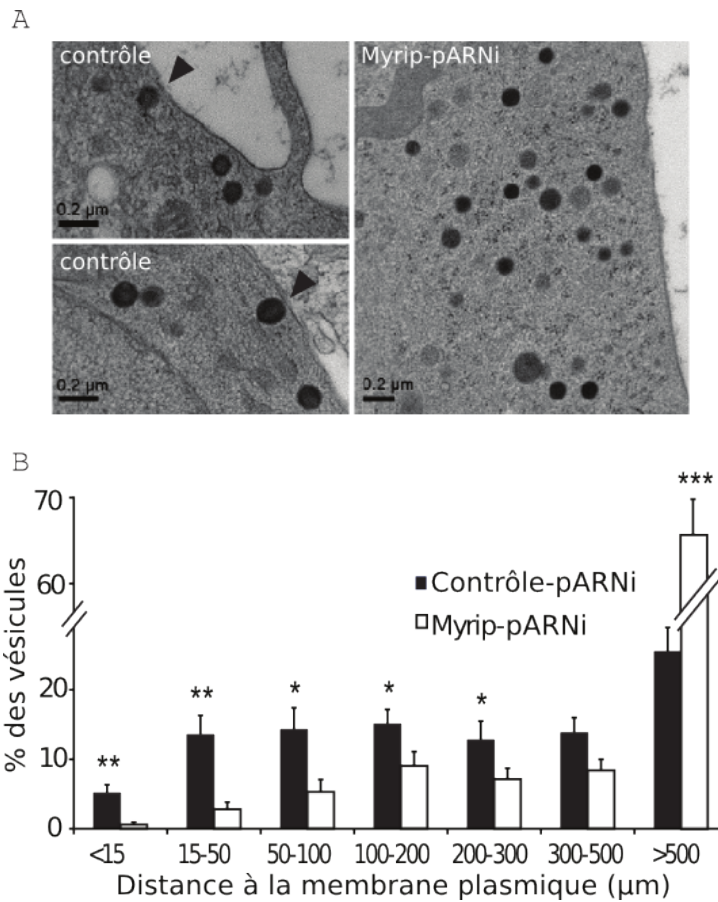 A
contrôle
Myrip-pARNi
0.2 µm
contrôle
0.2 µm
0.2 µm
B
% des vésicules
70
60
20
10
0
** ** * * * * ***
Contrôle-pARNi
Myrip-pARNi
<15 15-50 50-100 100-200 200-300 300-500 >500
Distance à la membrane plasmique (µm)